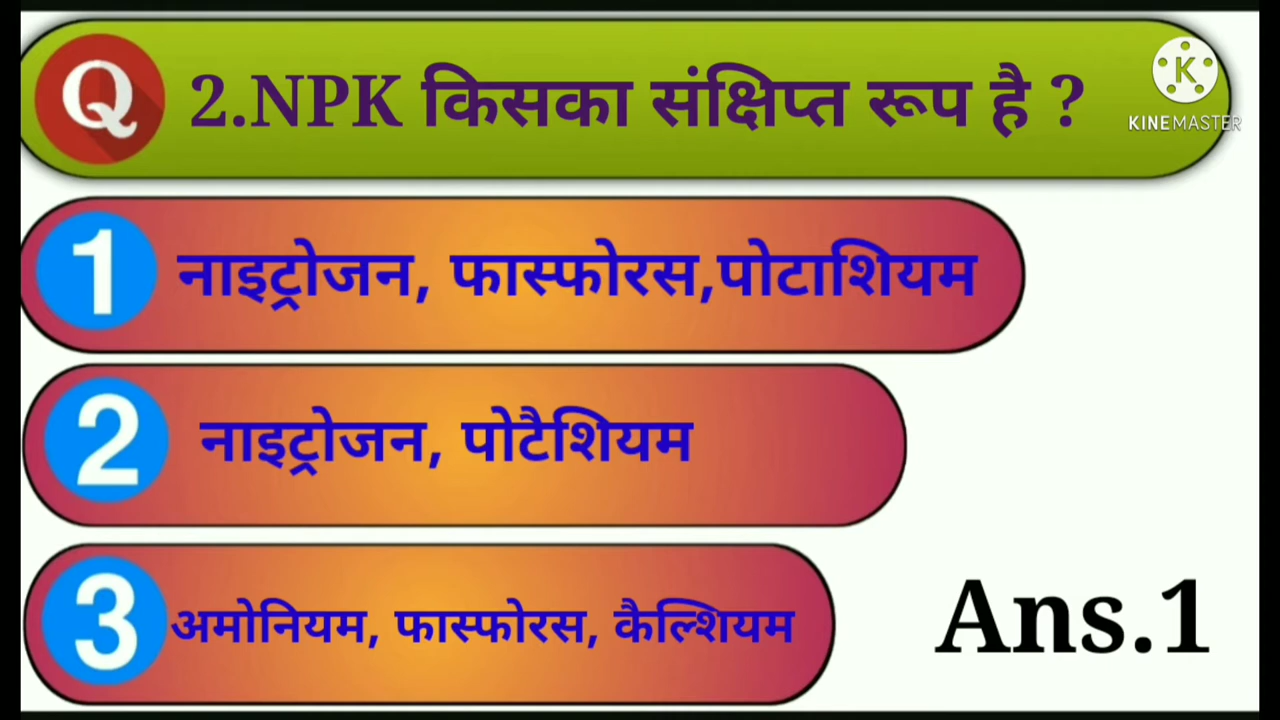 Q 2.NPK किसका संक्षिप्त रूप है ?
K
KINEMASTER
1 नाइट्रोजन, फास्फोरस,पोटाशियम
2 नाइट्रोजन, पोटैशियम
3 अमोनियम, फास्फोरस, कैल्शियम
Ans.1